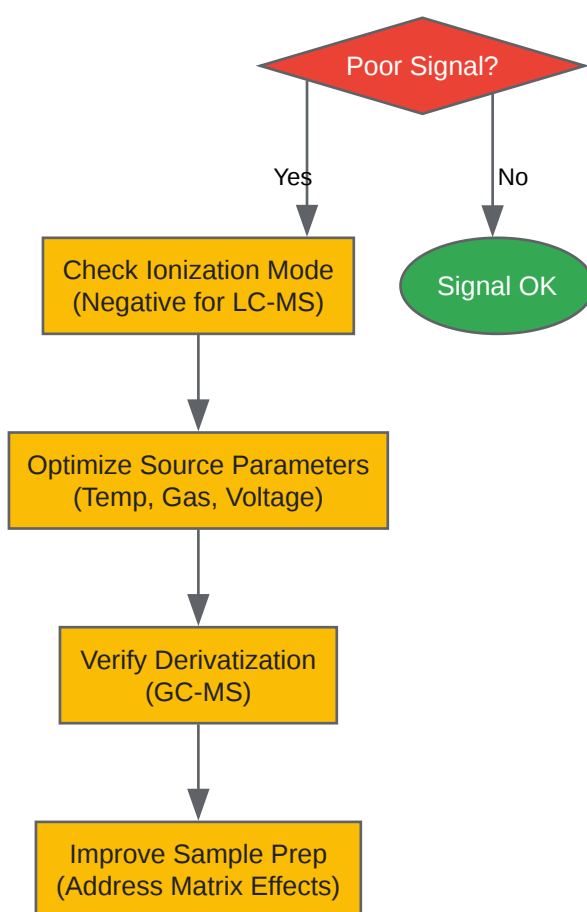 Poor Signal?
Yes
No
Check Ionization Mode
(Negative for LC-MS)
Signal OK
Optimize Source Parameters
(Temp, Gas, Voltage)
Verify Derivatization
(GC-MS)
Improve Sample Prep
(Address Matrix Effects)